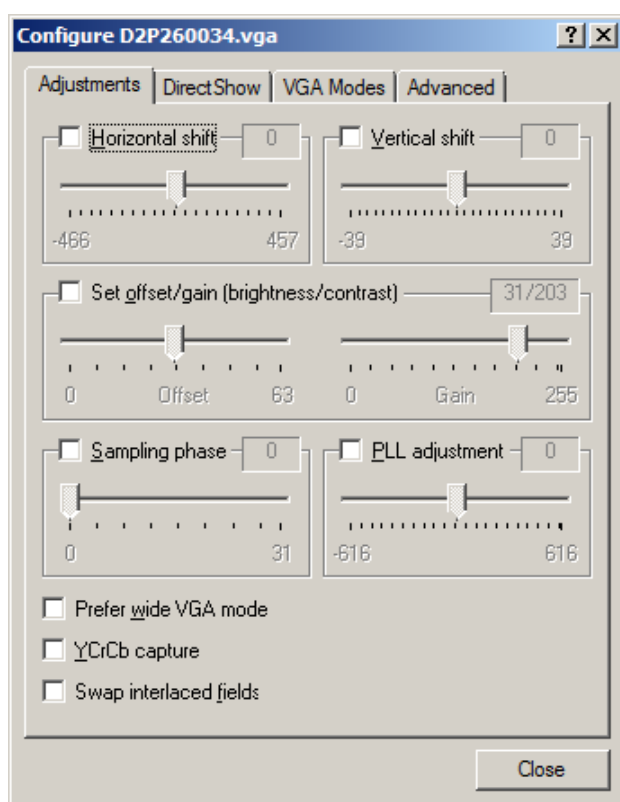 Configure D2P260034.vga
Adjustments DirectShow VGA Modes Advanced
Horizontal shift 0 Vertical shift 0
-466 457 -39 39
Set offset/gain (brightness/contrast) 31/203
0 Offset 63 0 Gain 255
Sampling phase 0 PLL adjustment 0
0 31 -616 616
Prefer wide VGA mode
YCrCb capture
Swap interlaced fields
Close